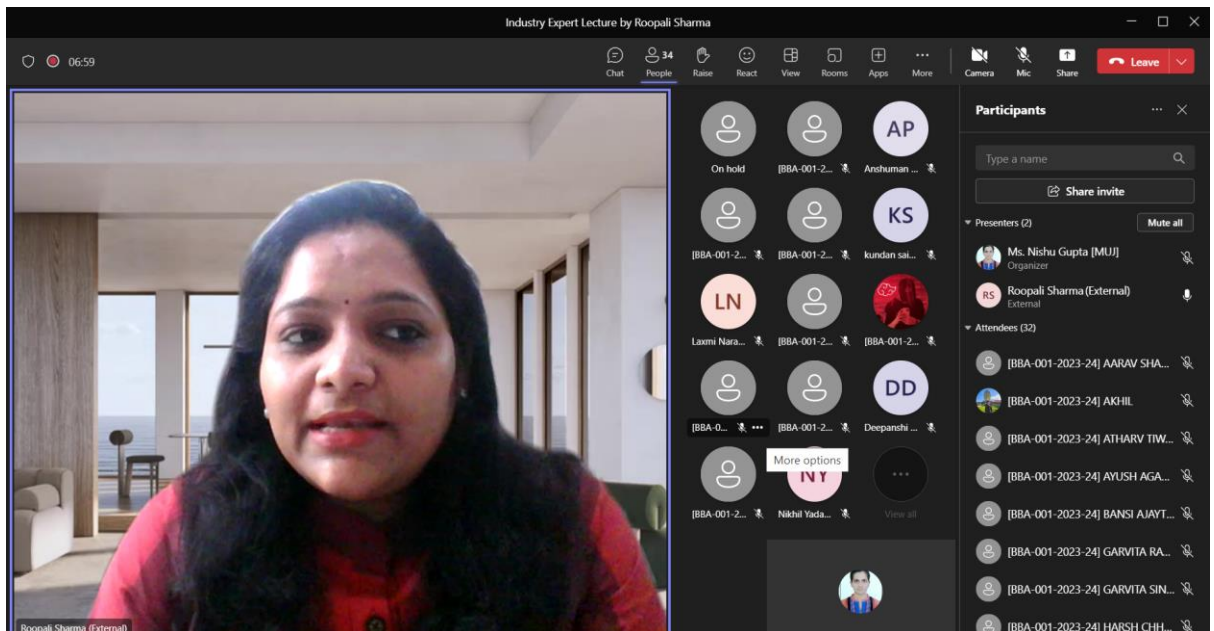 Industry Expert Lecture by Roopali Sharma
06:59
Chat
34
People
Raise
React
View
Rooms
Apps
More
Camera
Mic
Share
Leave
On hold
[BBA-001-2...
AP
Anshuman ...
[BBA-001-2...
[BBA-001-2...
KS
kundan sai...
LN
Laxmi Nara...
[BBA-001-2...
[BBA-001-2...
[BBA-0...
[BBA-001-2...
DD
Deepanshi ...
More options
[BBA-001-2...
NY
Nikhil Yada...
View all
Roopali Sharma (External)
Participants
Type a name
Share invite
Presenters (2)
Mute all
Ms. Nishu Gupta [MUJ]
Organizer
RS
Roopali Sharma (External)
External
Attendees (32)
[BBA-001-2023-24] AARAV SHA...
[BBA-001-2023-24] AKHIL
[BBA-001-2023-24] ATHARV TIW...
[BBA-001-2023-24] AYUSH AGA...
[BBA-001-2023-24] BANSI AJAYT...
[BBA-001-2023-24] GARVITA RA...
[BBA-001-2023-24] GARVITA SIN...
[BBA-001-2023-24] HARSH CHH...